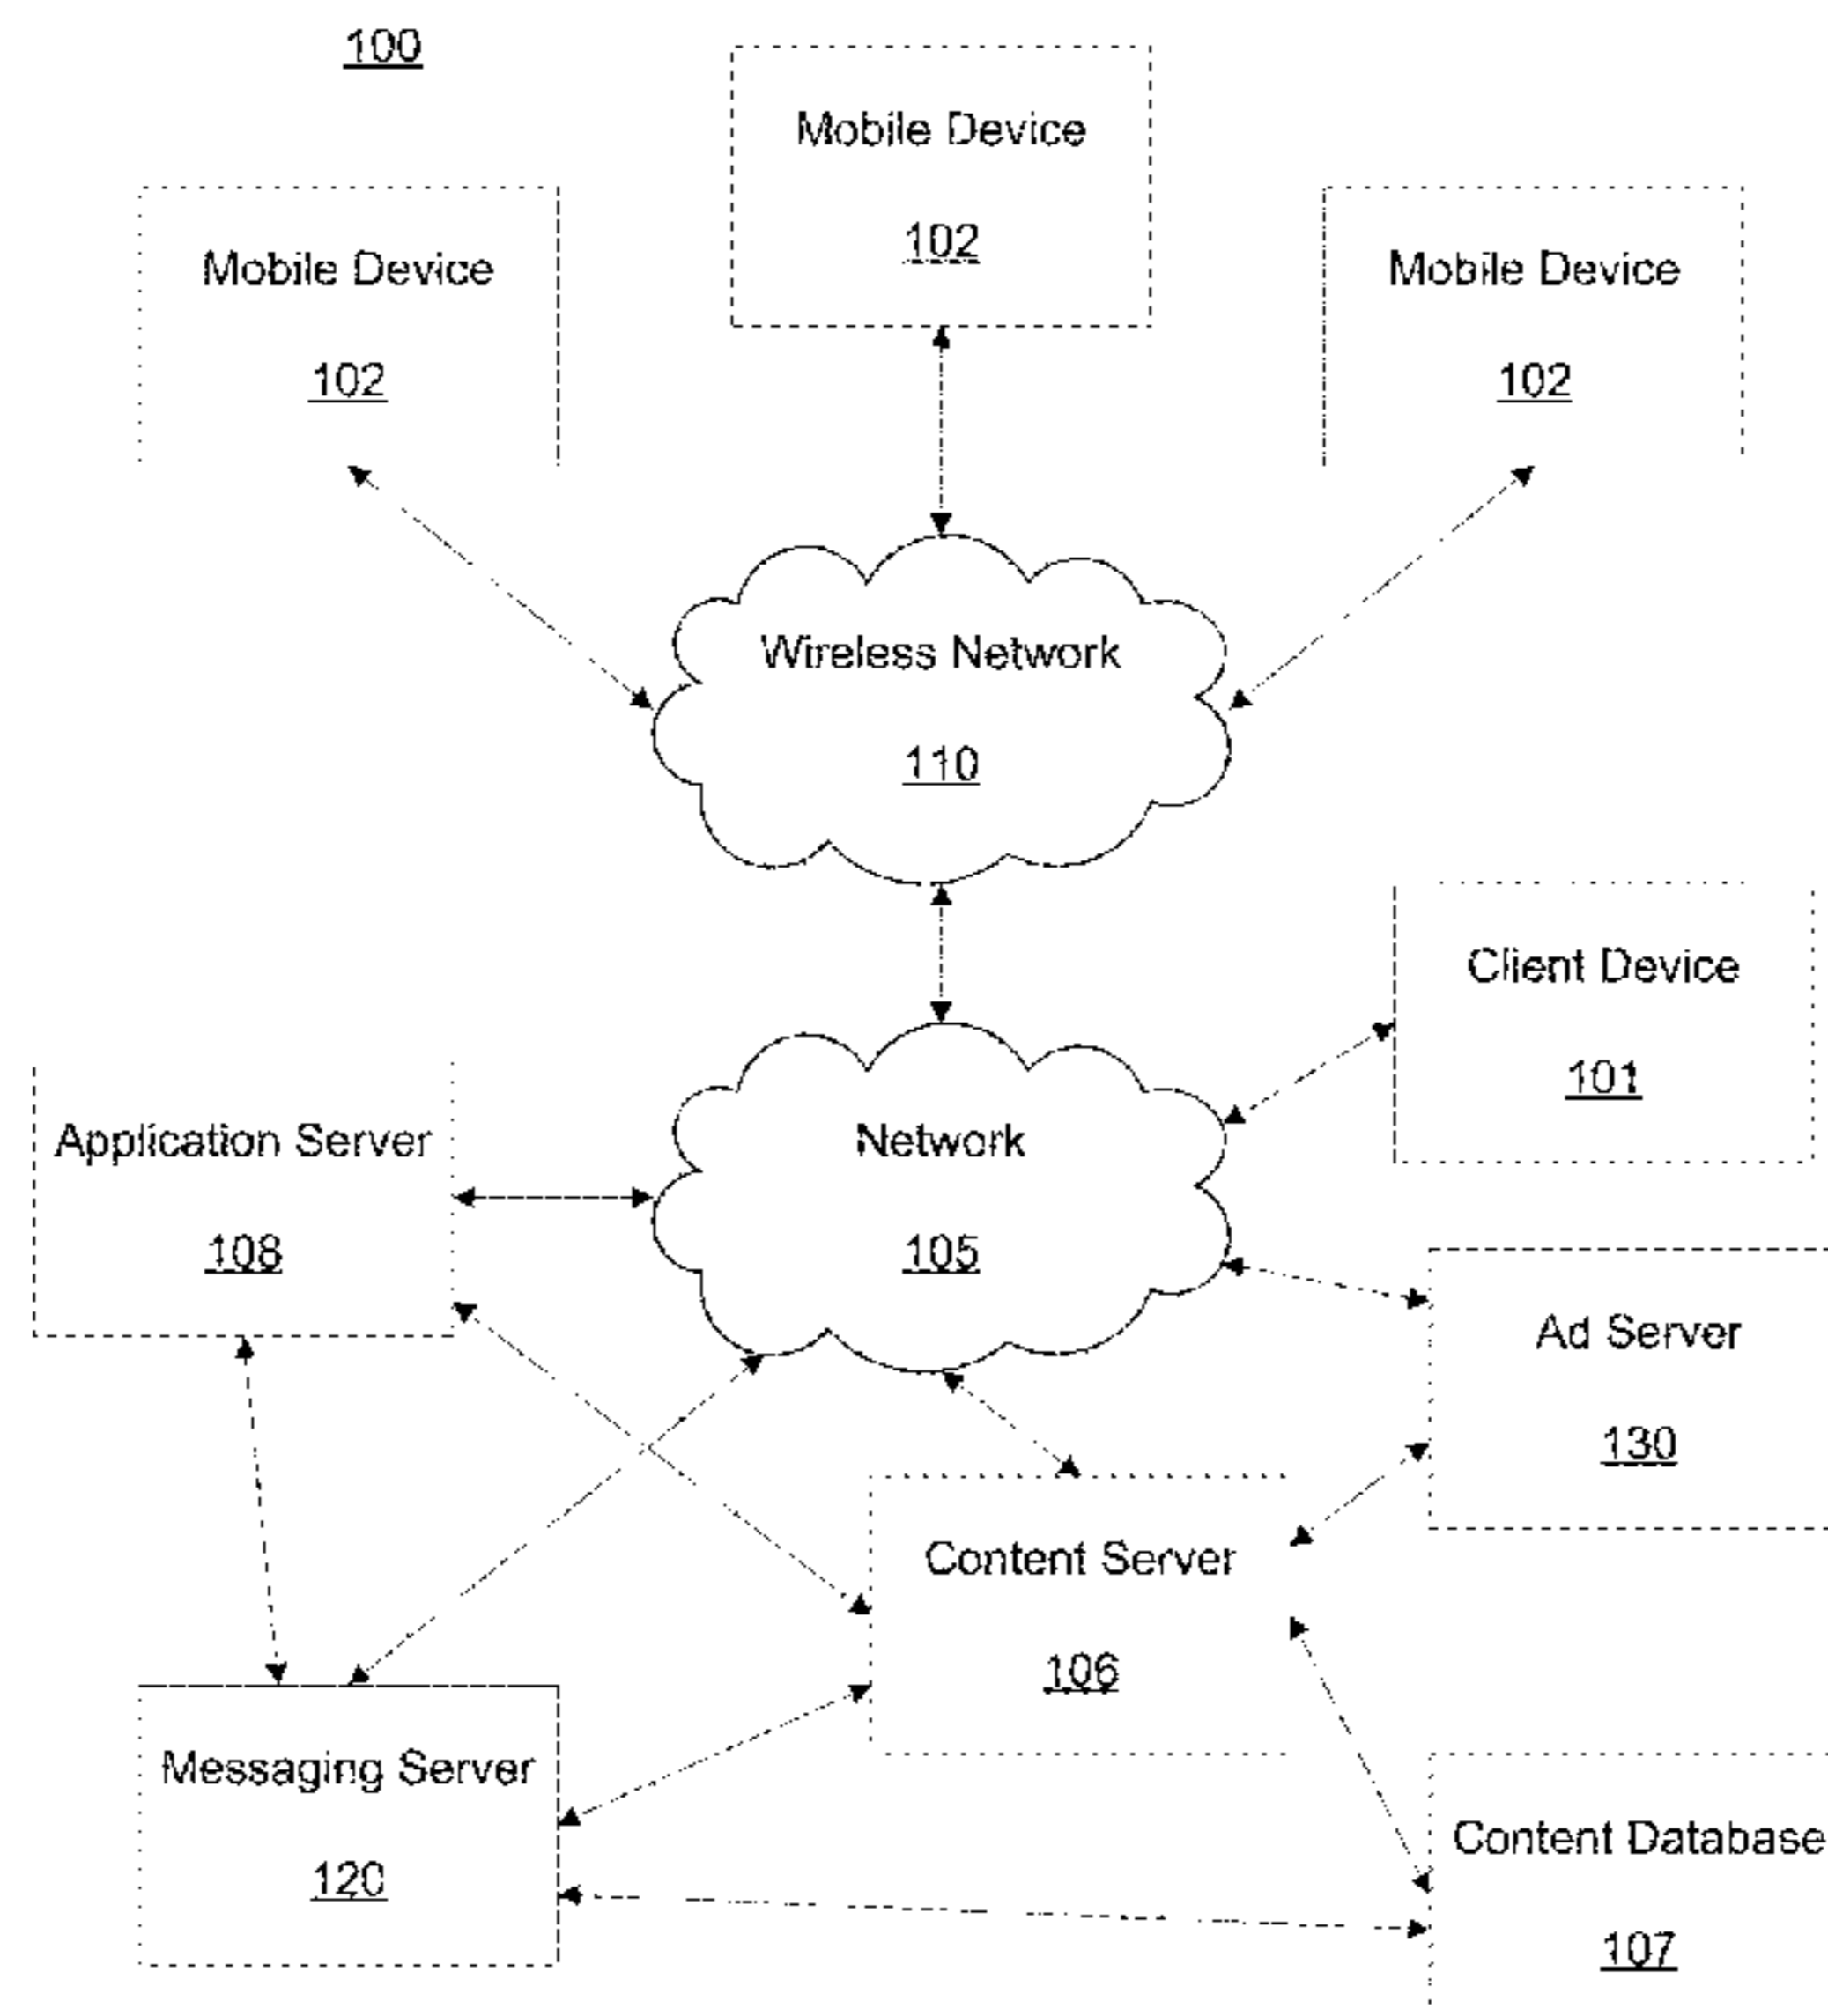 100
Mobile Device
102
Mobile Device
102
Mobile Device
102
Wireless Network
110
Client Device
101
Application Server
108
Network
105
Ad Server
130
Content Server
106
Messaging Server
120
Content Database
107